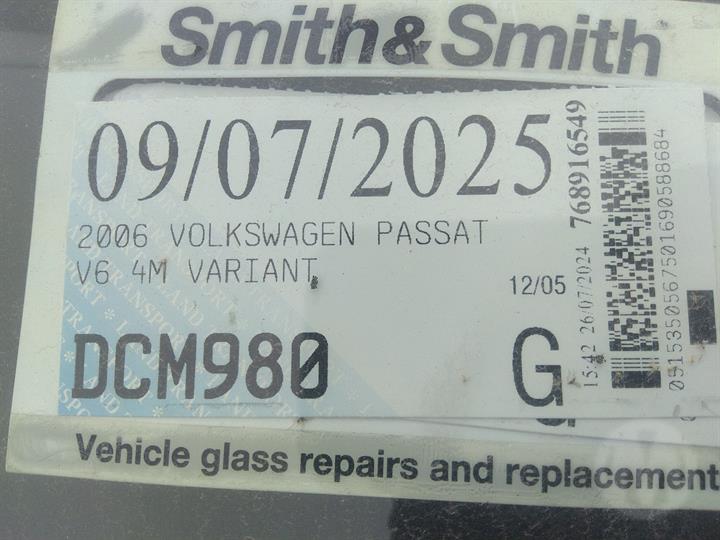 Smith&Smith
09/07/2025
2006 VOLKSWAGEN PASSAT
V6 4M VARIANT
12/05
DCM980
G
15:42 26/07/2024 768916549
0915350567501690588684
Vehicle glass repairs and replacement